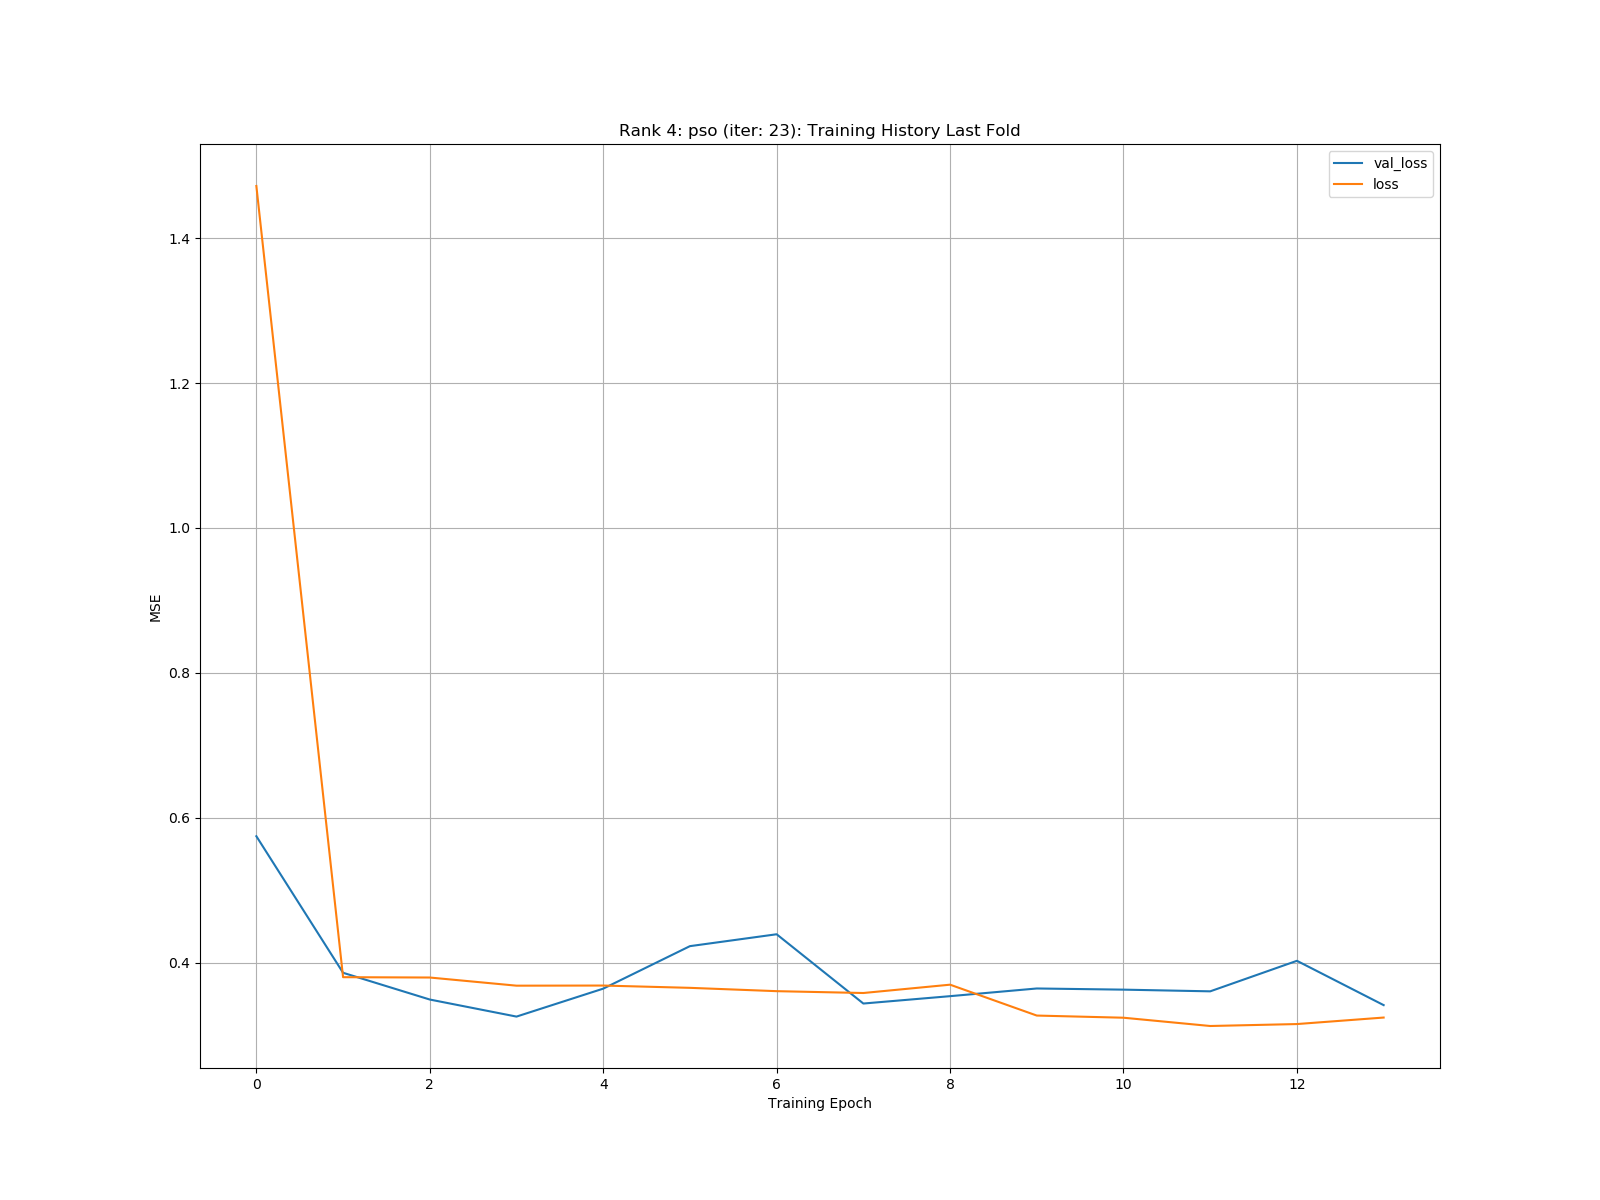 Rank 4: pso (iter: 23): Training History Last Fold
val_loss
loss
1.4
1.2
1.0
0.8
0.6
0.4
MSE
0 2 4 6 8 10 12
Training Epoch